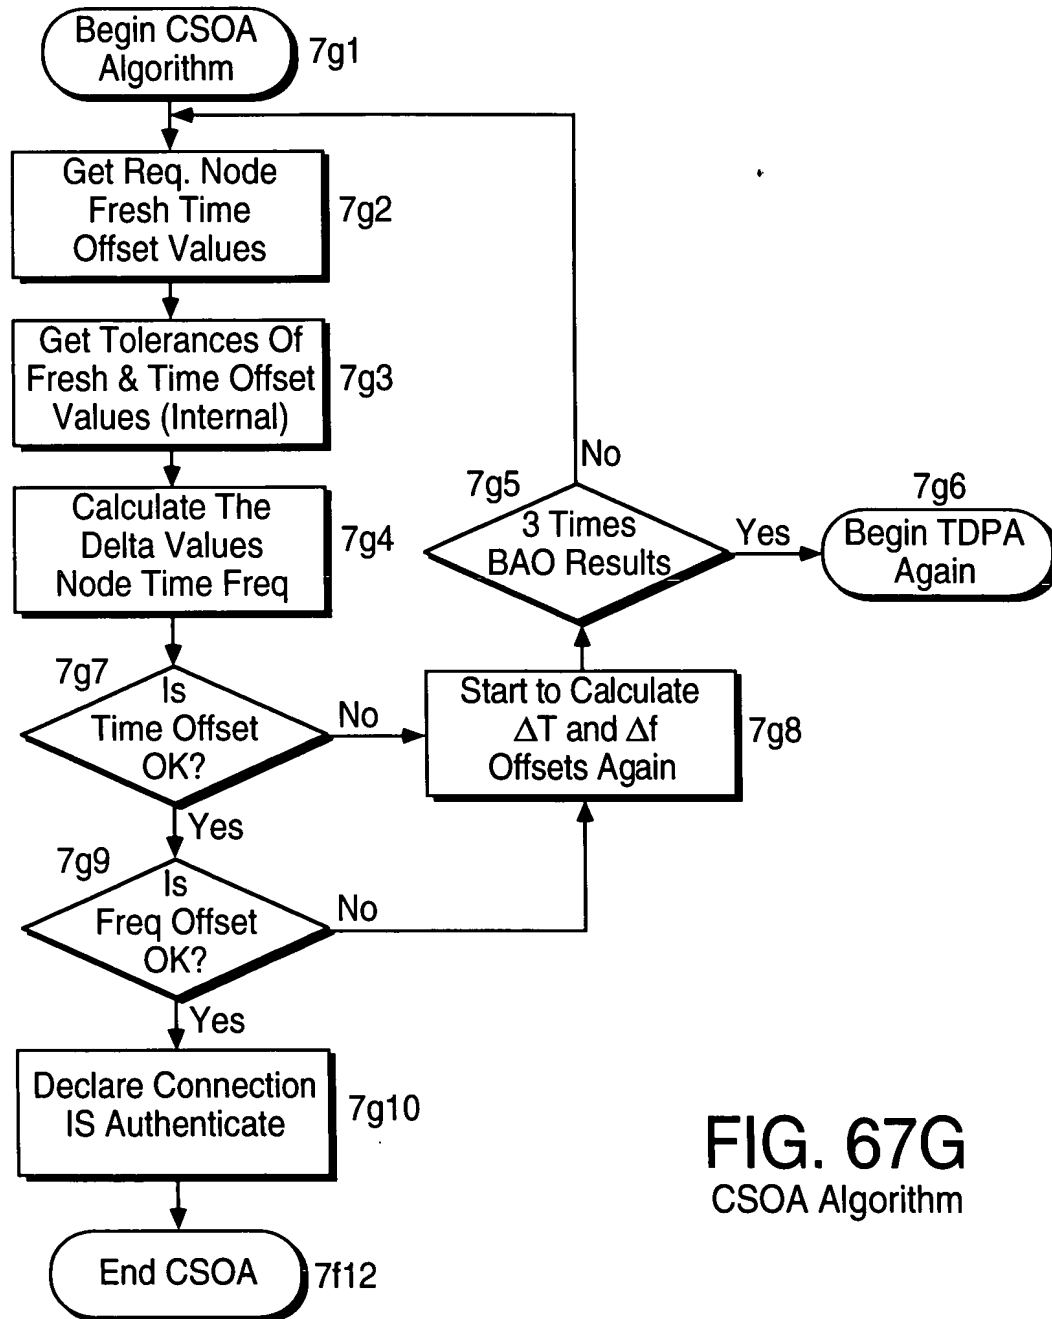 Begin CSOA
Algorithm
7g1
Get Req. Node
Fresh Time
Offset Values
7g2
Get Tolerances Of
Fresh & Time Offset
Values (Internal)
7g3
Calculate The
Delta Values
Node Time Freq
7g4
No
7g5
3 Times
BAO Results
Yes
7g6
Begin TDPA
Again
7g7
Is
Time Offset
OK?
No
Start to Calculate
ΔT and Δf
Offsets Again
7g8
Yes
7g9
Is
Freq Offset
OK?
No
Yes
Declare Connection
IS Authenticate
7g10
End CSOA
7f12
FIG. 67G
CSOA Algorithm